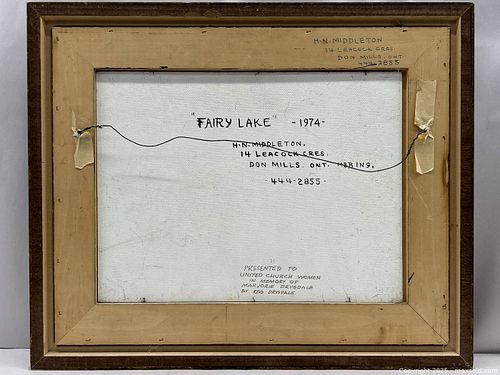 H.N. MIDDLETON
14 LEACOCK CRES.
DON MILLS. ONT.
444-2855
"FAIRY LAKE" -1974-
H.N. MIDDLETON.
14 LEACOCK CRES.
DON MILLS. ONT.
444-2855-
PRESENTED TO
UNITED CHURCH WOMEN
IN MEMORY OF
MARJORIE DRYSDALE
BY REG DRYSDALE
Copyright 2025 - maxsold.com